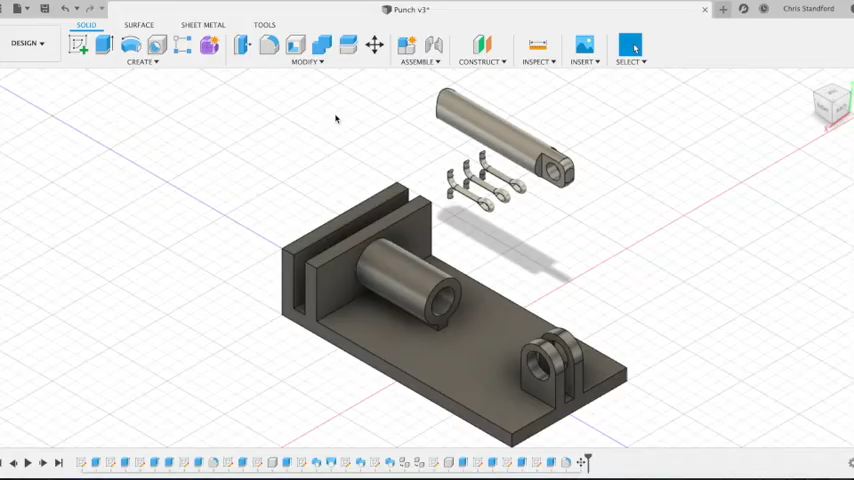 Punch v3*
Chris Standford
SOLID SURFACE SHEET METAL TOOLS
DESIGN
CREATE MODIFY ASSEMBLE CONSTRUCT INSPECT INSERT SELECT